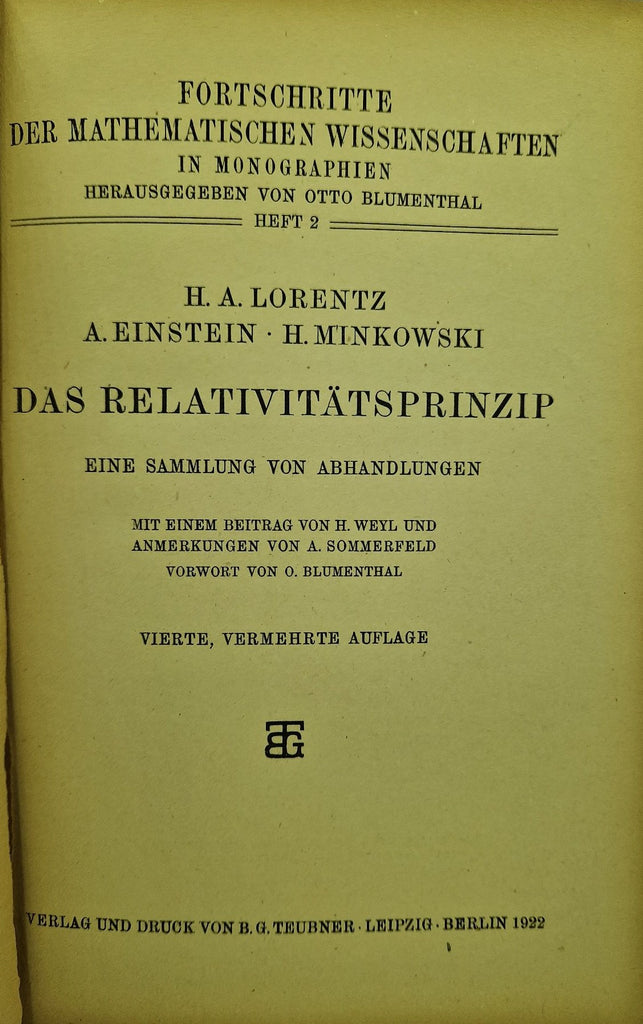 FORTSCHRITTE
DER MATHEMATISCHEN WISSENSCHAFTEN
IN MONOGRAPHIEN
HERAUSGEGEBEN VON OTTO BLUMENTHAL
HEFT 2
H. A. LORENTZ
A. EINSTEIN · H. MINKOWSKI
DAS RELATIVITÄTSPRINZIP
EINE SAMMLUNG VON ABHANDLUNGEN
MIT EINEM BEITRAG VON H. WEYL UND
ANMERKUNGEN VON A. SOMMERFELD
VORWORT VON O. BLUMENTHAL
VIERTE, VERMEHRTE AUFLAGE
BTG
VERLAG UND DRUCK VON B. G. TEUBNER · LEIPZIG · BERLIN 1922